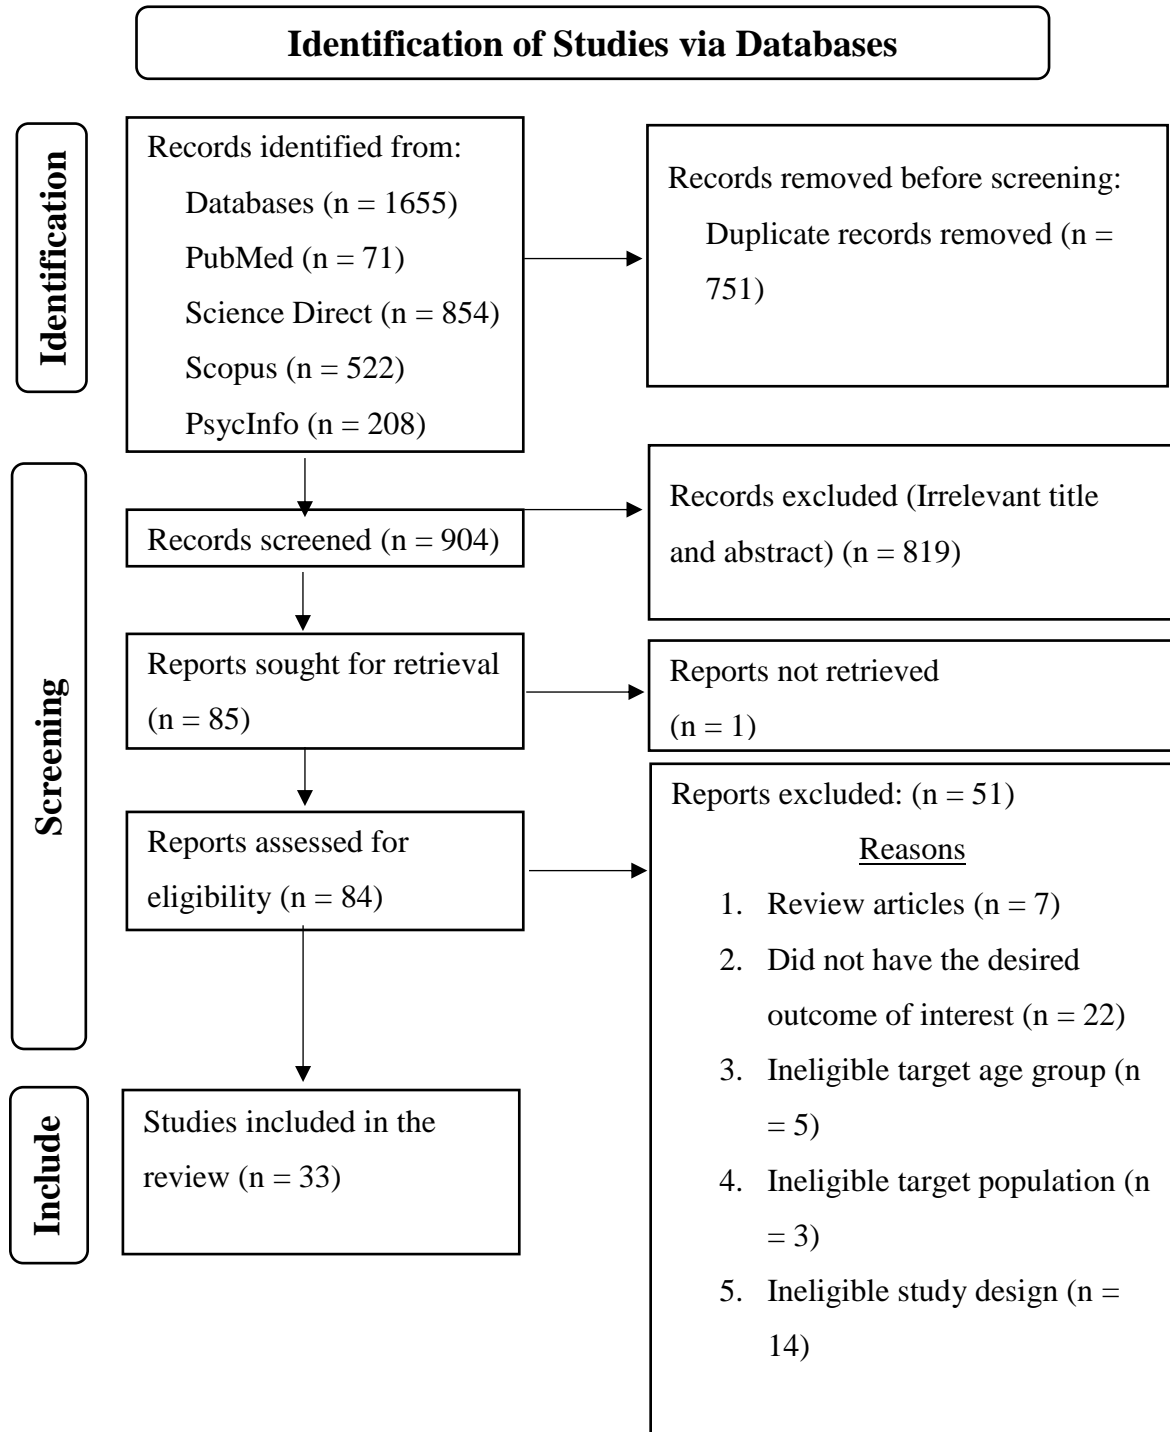 Identification of Studies via Databases
Identification
Records identified from:
Databases (n = 1655)
PubMed (n = 71)
Science Direct (n = 854)
Scopus (n = 522)
PsycInfo (n = 208)
Records removed before screening:
Duplicate records removed (n =
751)
Screening
Records screened (n = 904)
Records excluded (Irrelevant title
and abstract) (n = 819)
Reports sought for retrieval
(n = 85)
Reports not retrieved
(n = 1)
Reports assessed for
eligibility (n = 84)
Reports excluded: (n = 51)
Reasons
1. Review articles (n = 7)
2. Did not have the desired
outcome of interest (n = 22)
3. Ineligible target age group (n
= 5)
4. Ineligible target population (n
= 3)
5. Ineligible study design (n =
14)
Include
Studies included in the
review (n = 33)